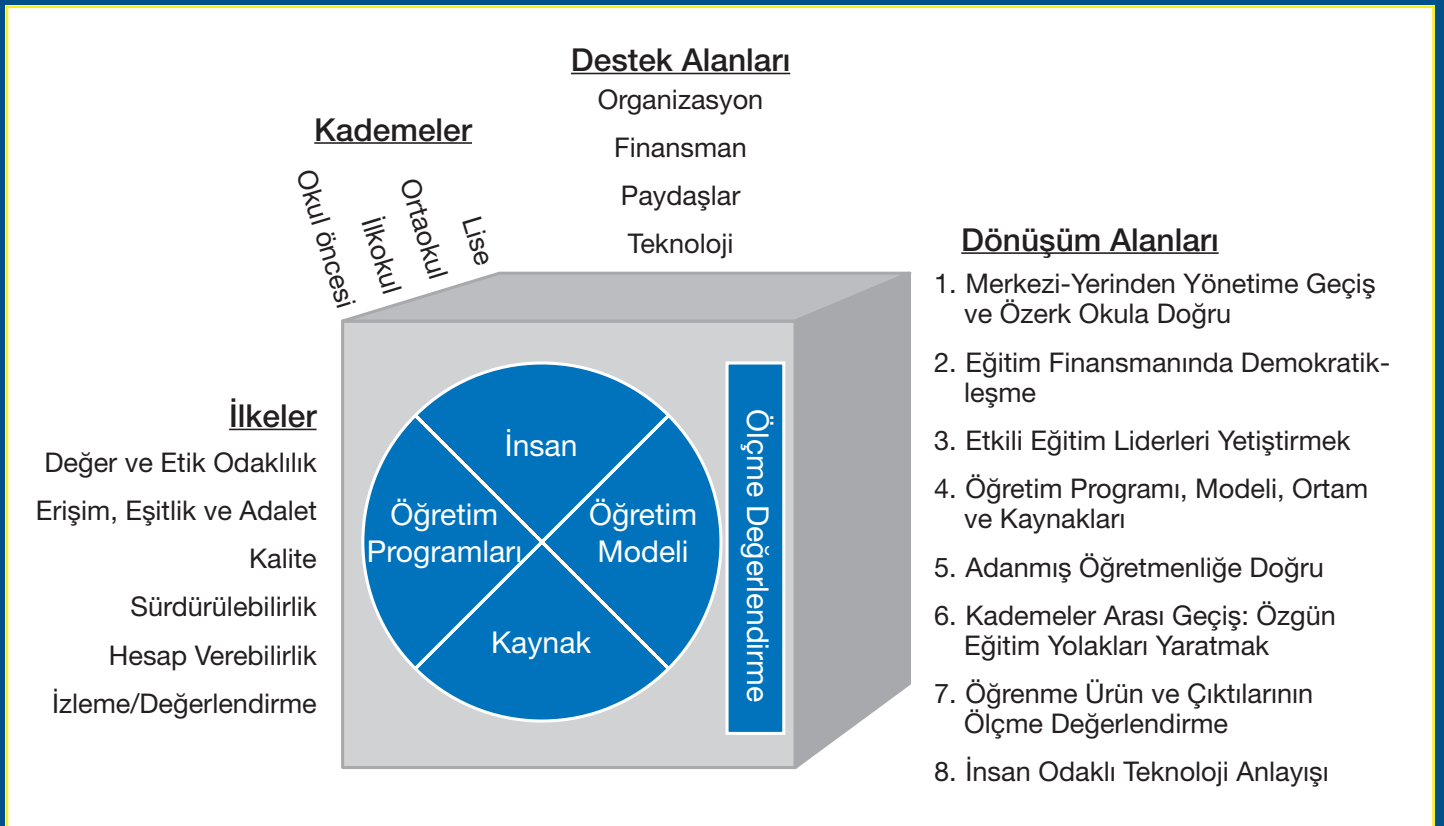 Destek Alanları
Organizasyon
Finansman
Paydaşlar
Teknoloji
Kademeler
Okul öncesi
İlkokul
Ortaokul
Lise
İlkeler
Değer ve Etik Odaklılık
Erişim, Eşitlik ve Adalet
Kalite
Sürdürülebilirlik
Hesap Verebilirlik
İzleme/Değerlendirme
İnsan
Öğretim
Programları
Öğretim
Modeli
Kaynak
Ölçme Değerlendirme
Dönüşüm Alanları
1. Merkezi-Yerinden Yönetime Geçiş
ve Özerk Okula Doğru
2. Eğitim Finansmanında Demokratik-
leşme
3. Etkili Eğitim Liderleri Yetiştirmek
4. Öğretim Programı, Modeli, Ortam
ve Kaynakları
5. Adanmış Öğretmenliğe Doğru
6. Kademeler Arası Geçiş: Özgün
Eğitim Yolakları Yaratmak
7. Öğrenme Ürün ve Çıktılarının
Ölçme Değerlendirme
8. İnsan Odaklı Teknoloji Anlayışı